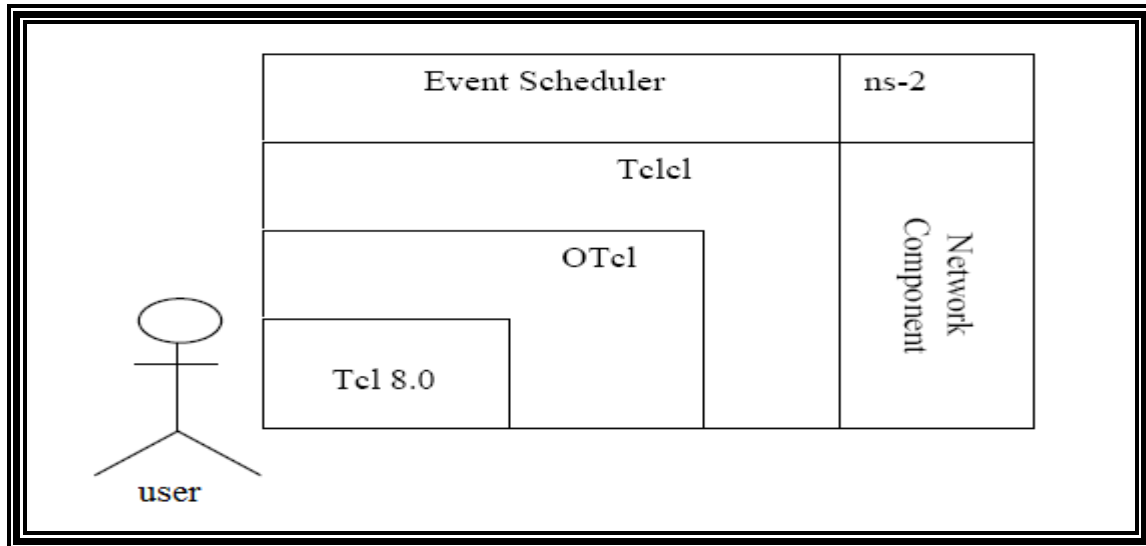 Event Scheduler
ns-2
Tclcl
Network
Component
OTcl
Tcl 8.0
user